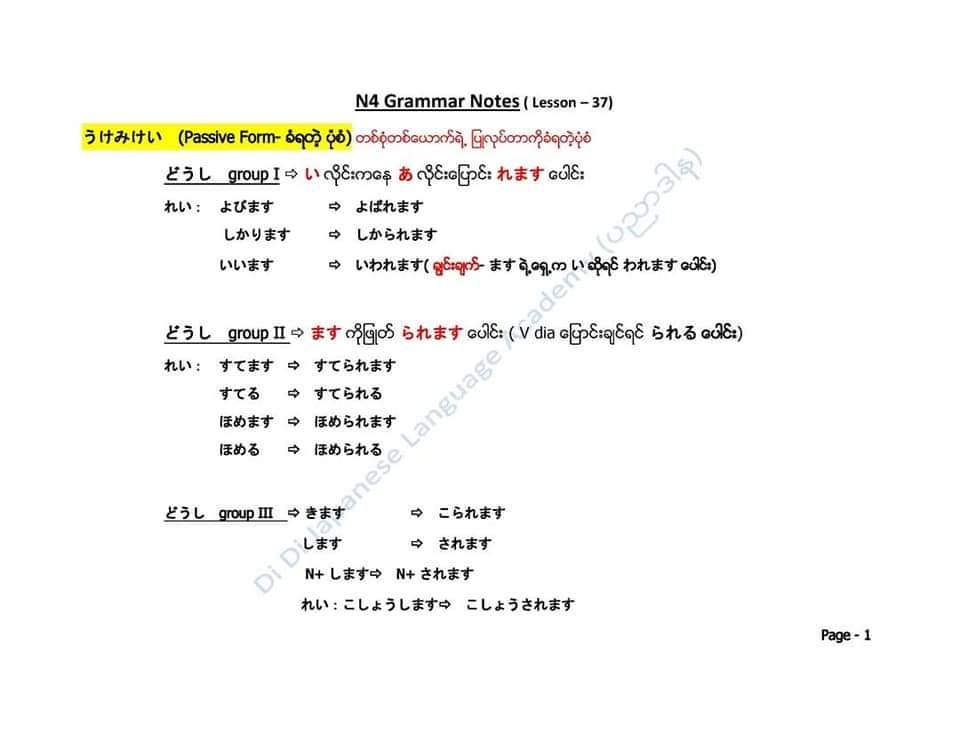 N4 Grammar Notes ( Lesson – 37)
うけみけい (Passive Form- ခံရတဲ့ ပုံစံ) တစ်စုံတစ်ယောက်ရဲ့ ပြုလုပ်တာကိုခံရတဲ့ပုံစံ
どうし group I ⇨ い လိုင်းကနေ あ လိုင်းပြောင်း れます ပေါင်း
れい : よびます ⇨ よばれます
しかります ⇨ しかられます
いいます ⇨ いわれます( ချွင်းချက်- ます ရဲ့ရှေ့က い ဆိုရင် われます ပေါင်း)
どうし group II ⇨ ます ကိုဖြုတ် られます ပေါင်း ( V dia ပြောင်းချင်ရင် られる ပေါင်း)
れい : すてます ⇨ すてられます
すてる ⇨ すてられる
ほめます ⇨ ほめられます
ほめる ⇨ ほめられる
どうし group III ⇨ きます ⇨ こられます
します ⇨ されます
N+ します⇨ N+ されます
れい : こしょうします⇨ こしょうされます
Page - 1
Di Di Japanese Language Academy (ပညာဒါန)